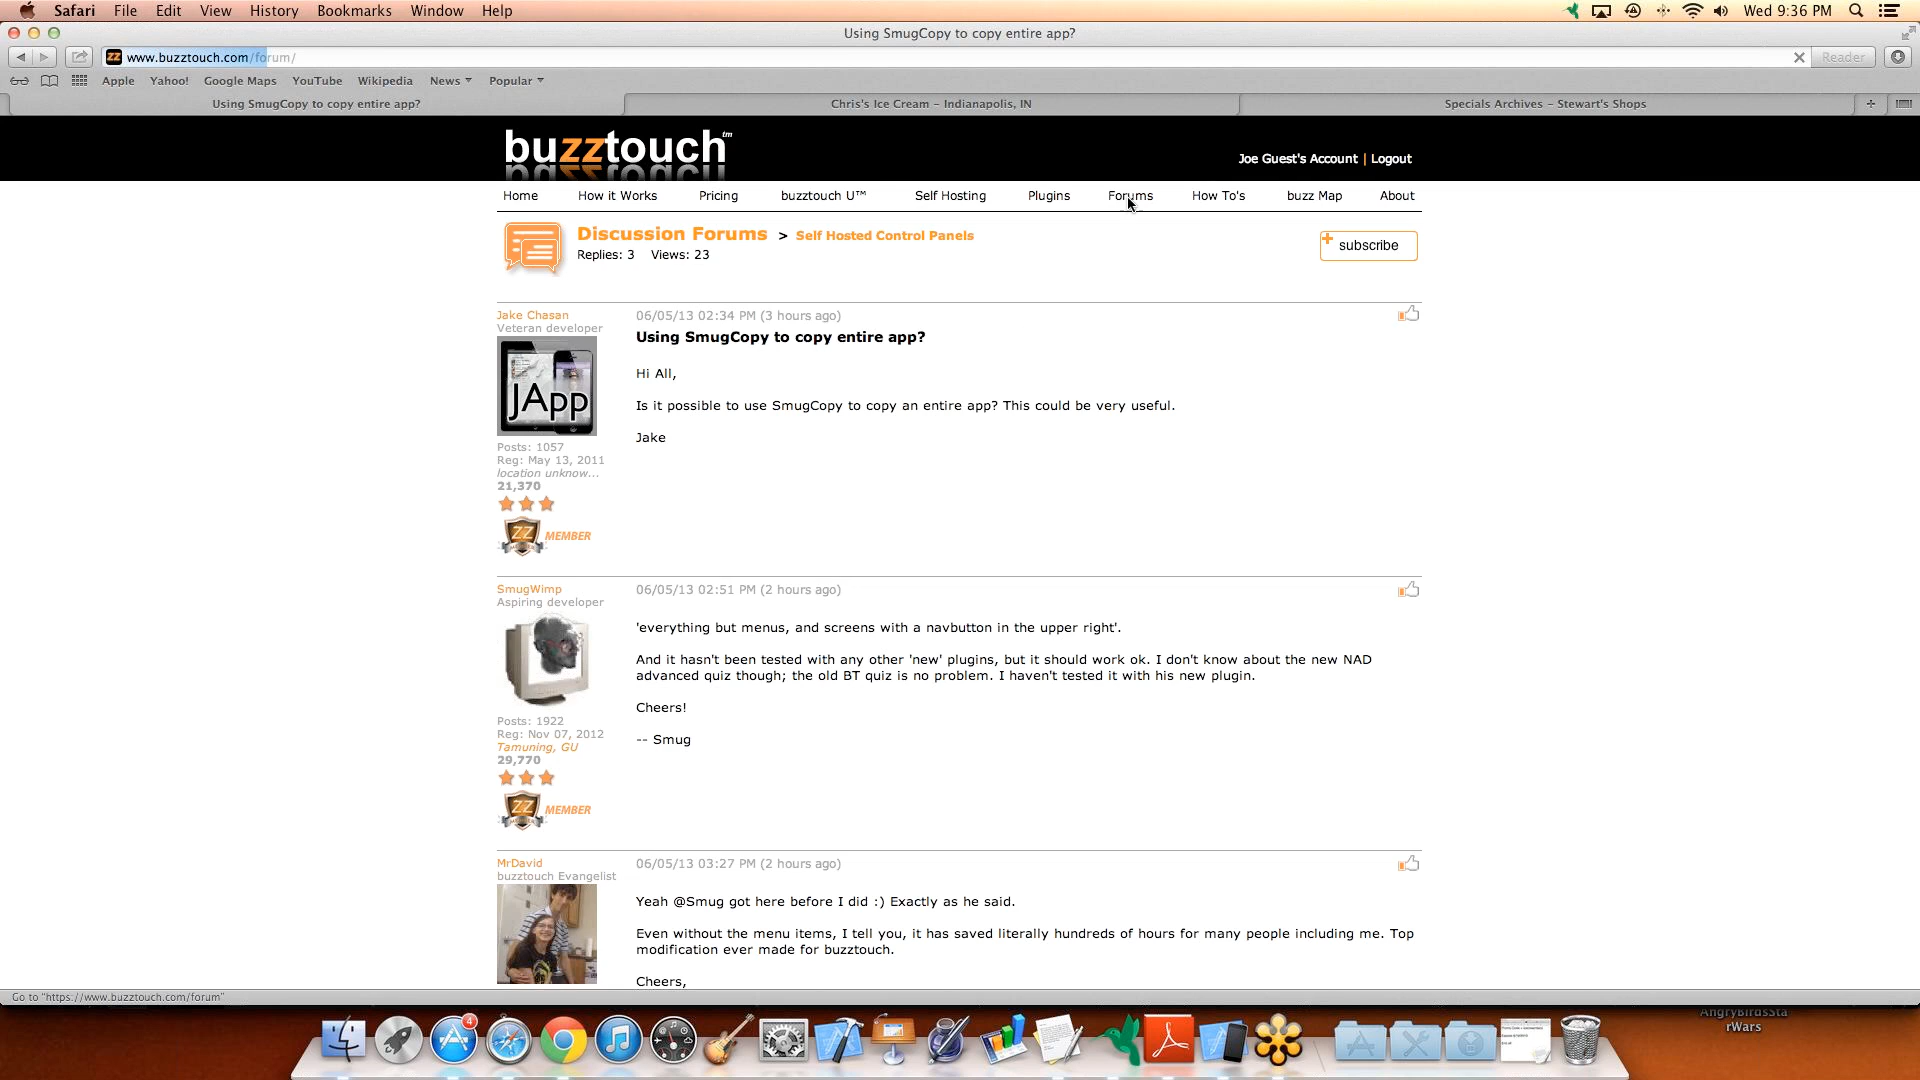 Safari File Edit View History Bookmarks Window Help Wed 9:36 PM
Using SmugCopy to copy entire app?
www.buzztouch.com/forum/ Reader
Apple Yahoo! Google Maps YouTube Wikipedia News Popular
Using SmugCopy to copy entire app? Chris's Ice Cream – Indianapolis, IN Specials Archives – Stewart's Shops
buzztouch™
Joe Guest's Account | Logout
Home How it Works Pricing buzztouch U™ Self Hosting Plugins Forums How To's buzz Map About
Discussion Forums > Self Hosted Control Panels
Replies: 3 Views: 23
subscribe
Jake Chasan
Veteran developer
JApp
Posts: 1057
Reg: May 13, 2011
location unknow...
21,370
ZZ MEMBER
06/05/13 02:34 PM (3 hours ago)
Using SmugCopy to copy entire app?
Hi All,
Is it possible to use SmugCopy to copy an entire app? This could be very useful.
Jake
SmugWimp
Aspiring developer
Posts: 1922
Reg: Nov 07, 2012
Tamuning, GU
29,770
ZZ MEMBER
06/05/13 02:51 PM (2 hours ago)
'everything but menus, and screens with a navbutton in the upper right'.
And it hasn't been tested with any other 'new' plugins, but it should work ok. I don't know about the new NAD
advanced quiz though; the old BT quiz is no problem. I haven't tested it with his new plugin.
Cheers!
-- Smug
MrDavid
buzztouch Evangelist
06/05/13 03:27 PM (2 hours ago)
Yeah @Smug got here before I did :) Exactly as he said.
Even without the menu items, I tell you, it has saved literally hundreds of hours for many people including me. Top
modification ever made for buzztouch.
Cheers,
Go to "https://www.buzztouch.com/forum"
4
AngryBirdsSta
rWars